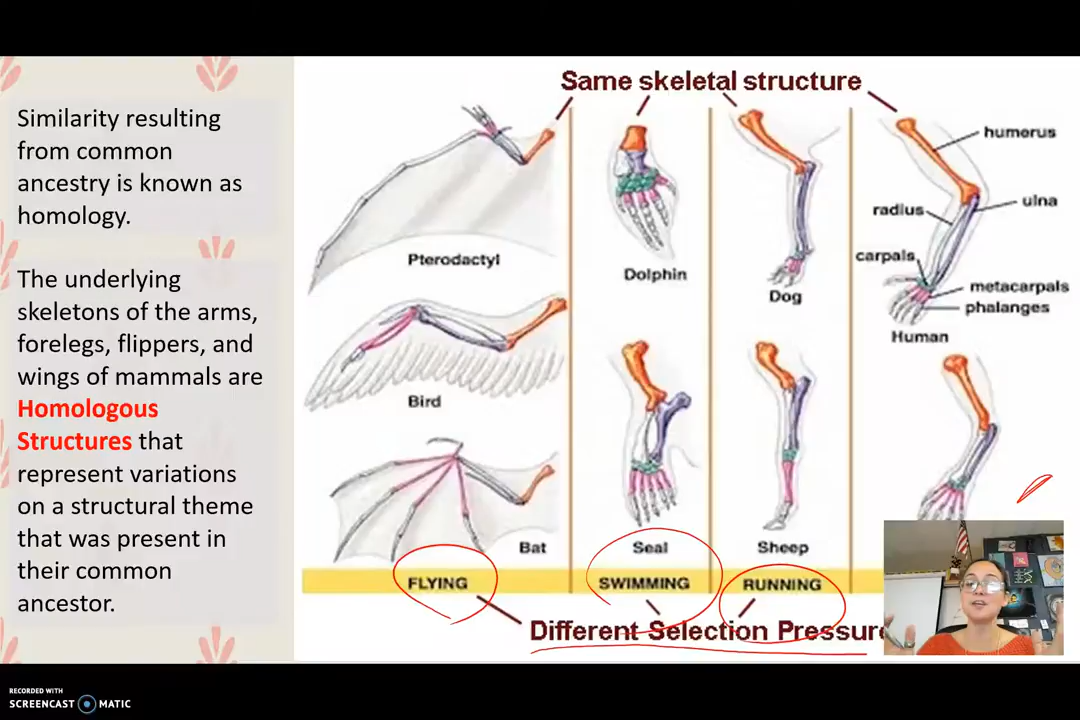 Similarity resulting
from common
ancestry is known as
homology.
The underlying
skeletons of the arms,
forelegs, flippers, and
wings of mammals are
Homologous
Structures that
represent variations
on a structural theme
that was present in
their common
ancestor.
Same skeletal structure
Pterodactyl
Bird
Bat
FLYING
Dolphin
Seal
SWIMMING
Dog
Sheep
RUNNING
humerus
radius
ulna
carpals
metacarpals
phalanges
Human
Different Selection Pressure
RECORDED WITH
SCREENCAST MATIC